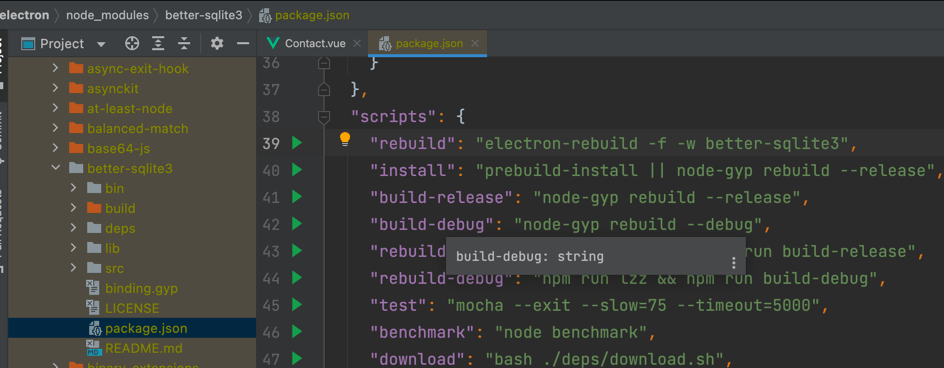 electron > node_modules > better-sqlite3 > package.json
Project
Contact.vue
package.json
async-exit-hook
asynckit
at-least-node
balanced-match
base64-js
better-sqlite3
bin
build
deps
lib
src
binding.gyp
LICENSE
package.json
README.md
binary-extensions
36 }
37 },
38 "scripts": {
39 "rebuild": "electron-rebuild -f -w better-sqlite3",
40 "install": "prebuild-install || node-gyp rebuild --release",
41 "build-release": "node-gyp rebuild --release",
42 "build-debug": "node-gyp rebuild --debug",
43 "rebuild run build-release",
build-debug: string
44 "rebuild-debug": "npm run lzz && npm run build-debug",
45 "test": "mocha --exit --slow=75 --timeout=5000",
46 "benchmark": "node benchmark",
47 "download": "bash ./deps/download.sh",